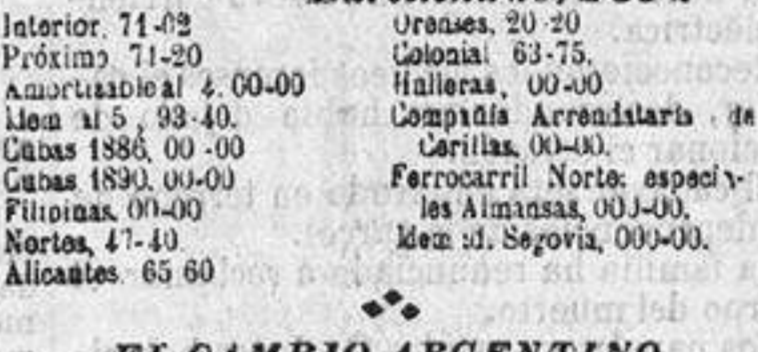 Interior, 71-02
Próximo 71-20
Amortizable al 4. 00-00
Idem al 5, 93-40.
Cubas 1886, 00-00
Cubas 1890, 00-00
Filipinas, 00-00
Nortes, 47-40.
Alicantes. 65 60
Orenses, 20-20
Colonial 63-75.
Hulleras, 00-00
Compañía Arrendataria de
Cerillas, 00-00.
Ferrocarril Norte: especia-
les Almansas, 000-00.
Idem id. Segovia, 000-00.
EL CAMBIO ARGENTINO